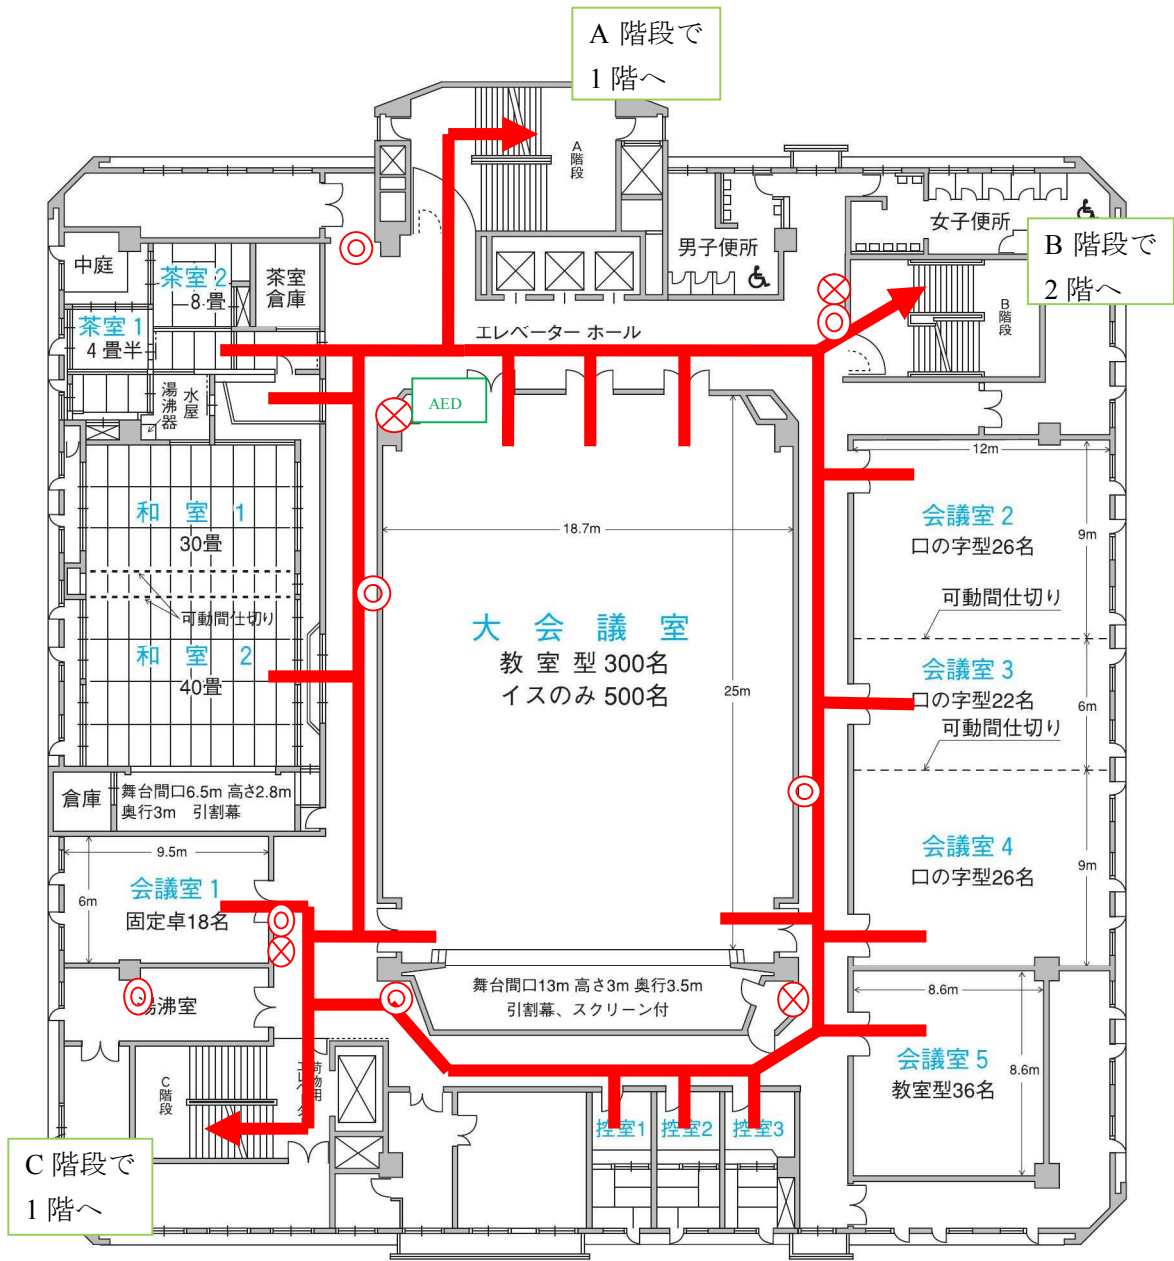 A 階段で
1 階へ
A階段
男子便所
女子便所
B 階段で
2 階へ
B階段
中庭
茶室 2
8畳
茶室
倉庫
茶室 1
4 畳半
エレベーター ホール
水屋
湯沸器
AED
12m
和 室 1
30畳
18.7m
会議室 2
口の字型26名
9m
可動間仕切り
可動間仕切り
大 会 議 室
教 室 型 300名
イスのみ 500名
25m
和 室 2
40畳
会議室 3
口の字型22名
6m
可動間仕切り
倉庫
舞台間口6.5m 高さ2.8m
奥行3m 引割幕
9.5m
6m
会議室 1
固定卓18名
会議室 4
口の字型26名
9m
湯沸室
舞台間口13m 高さ3m 奥行3.5m
引割幕、スクリーン付
8.6m
会議室 5
教室型36名
8.6m
C階段
荷物用
エレベーター
控室1
控室2
控室3
C 階段で
1 階へ